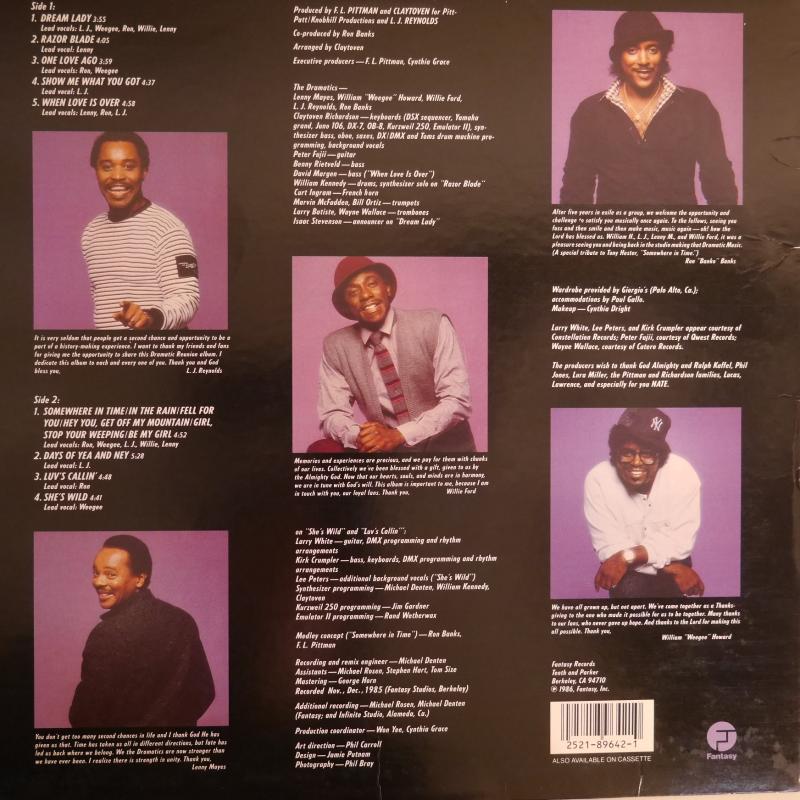 Side 1:
1. DREAM LADY 3:55
Lead vocals: L. J., Weegee, Ron, Willie, Lenny
2. RAZOR BLADE 4:05
Lead vocal: Lenny
3. ONE LOVE AGO 3:59
Lead vocals: Ron, Weegee
4. SHOW ME WHAT YOU GOT 4:37
Lead vocal: L. J.
5. WHEN LOVE IS OVER 4:58
Lead vocals: Lenny, Ron, L. J.
It is very seldom that people get a second chance and opportunity to be a
part of a history-making experience. I want to thank my friends and fans
for giving me the opportunity to share this Dramatic Reunion album. I
dedicate this album to each and every one of you. Thank you and God
bless you, L. J. Reynolds
Side 2:
1. SOMEWHERE IN TIME/IN THE RAIN/FELL FOR
YOU/HEY YOU, GET OFF MY MOUNTAIN/GIRL,
STOP YOUR WEEPING/BE MY GIRL 4:52
Lead vocals: Ron, Weegee, L. J., Willie, Lenny
2. DAYS OF YEA AND NEY 5:28
Lead vocal: L. J.
3. LUV'S CALLIN' 4:48
Lead vocal: Ron
4. SHE'S WILD 4:41
Lead vocal: Weegee
You don't get too many second chances in life and I thank God He has
given us that. Time has taken us all in different directions, but fate has
led us back where we belong. We the Dramatics are now stronger than
we have ever been. I realize there is strength in unity. Thank you,
Lenny Mayes
Produced by F. L. PITTMAN and CLAYTOVEN for Pitt-
Patt/Knobhill Productions and L. J. REYNOLDS
Co-produced by Ron Banks
Arranged by Claytoven
Executive producers—F. L. Pittman, Cynthia Grace
The Dramatics—
Lenny Mayes, William "Weegee" Howard, Willie Ford,
L. J. Reynolds, Ron Banks
Claytoven Richardson—keyboards (DSX sequencer, Yamaha
grand, Juno 106, DX-7, OB-8, Kurzweil 250, Emulator II), syn-
thesizer bass, oboe, saxes, DX/DMX and Toms drum machine pro-
gramming, background vocals
Peter Fujii—guitar
Benny Rietveld—bass
David Margen—bass ("When Love Is Over")
William Kennedy—drums, synthesizer solo on "Razor Blade"
Curt Ingram—French horn
Marvin McFadden, Bill Ortiz—trumpets
Larry Batiste, Wayne Wallace—trombones
Isaac Stevenson—announcer on "Dream Lady"
Memories and experiences are precious, and we pay for them with chunks
of our lives. Collectively we've been blessed with a gift, given to us by
the Almighty God. Now that our hearts, souls, and minds are in harmony,
we are in tune with God's will. This album is important to me, because I am
in touch with you, our loyal fans. Thank you, Willie Ford
on "She's Wild" and "Luv's Callin'":
Larry White—guitar, DMX programming and rhythm
arrangements
Kirk Crumpler—bass, keyboards, DMX programming and rhythm
arrangements
Lee Peters—additional background vocals ("She's Wild")
Synthesizer programming—Michael Denten, William Kennedy,
Claytoven
Kurzweil 250 programming—Jim Gardner
Emulator II programming—Rand Wetherwax
Medley concept ("Somewhere in Time")—Ron Banks,
F. L. Pittman
Recording and remix engineer—Michael Denten
Assistants—Michael Rosen, Stephen Hart, Tom Size
Mastering—George Horn
Recorded Nov., Dec., 1985 (Fantasy Studios, Berkeley)
Additional recording—Michael Rosen, Michael Denten
(Fantasy; and Infinite Studio, Alameda, Ca.)
Production coordinator—Wan Yee, Cynthia Grace
Art direction—Phil Carroll
Design—Jamie Putnam
Photography—Phil Bray
After five years in exile as a group, we welcome the opportunity and
challenge to satisfy you musically once again. To the fellows, seeing you
fuss and then smile and then make music, music again—oh! how the
Lord has blessed us. William H., L. J., Lenny M., and Willie Ford, it was a
pleasure seeing you and being back in the studio making that Dramatic Music.
(A special tribute to Tony Hester, "Somewhere in Time.")
Ron "Banks" Banks
Wardrobe provided by Giorgio's (Palo Alto, Ca.);
accommodations by Paul Gallo.
Makeup—Cynthia Dright
Larry White, Lee Peters, and Kirk Crumpler appear courtesy of
Constellation Records; Peter Fujii, courtesy of Qwest Records;
Wayne Wallace, courtesy of Catero Records.
The producers wish to thank God Almighty and Ralph Kaffel, Phil
Jones, Lura Miller, the Pittman and Richardson families, Lucas,
Lawrence, and especially for you NATE.
NY
We have all grown up, but not apart. We've come together as a Thanks-
giving to the one who made it possible for us to be together. Many thanks
to our fans, who never gave up hope. And thanks to the Lord for making this
all possible. Thank you,
William "Weegee" Howard
Fantasy Records
Tenth and Parker
Berkeley, CA 94710
℗ 1986, Fantasy, Inc.
2521-89642-1
ALSO AVAILABLE ON CASSETTE
Fantasy